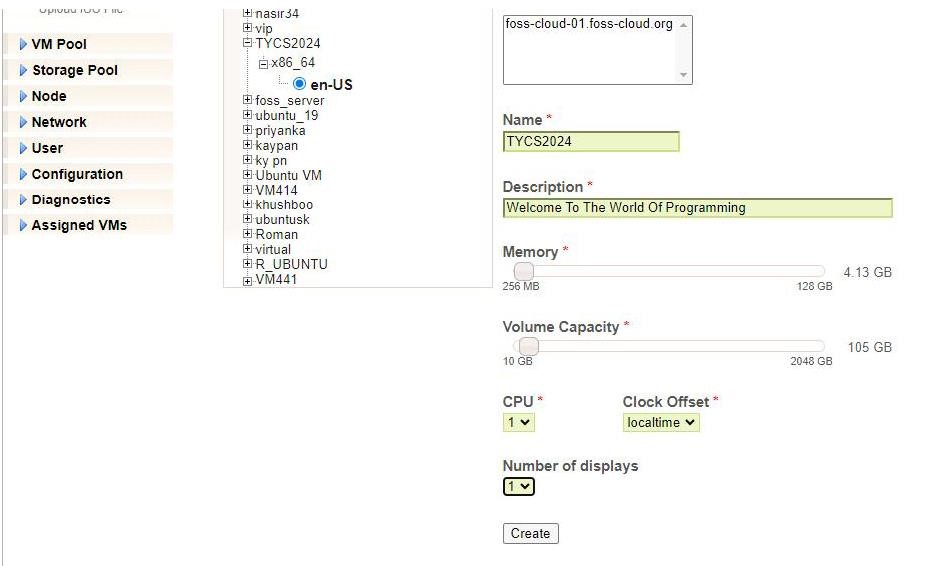 Upload ISO File
VM Pool
Storage Pool
Node
Network
User
Configuration
Diagnostics
Assigned VMs
nasir34
vip
TYCS2024
x86_64
en-US
foss_server
ubuntu_19
priyanka
kaypan
ky pn
Ubuntu VM
VM414
khushboo
ubuntusk
Roman
virtual
R_UBUNTU
VM441
foss-cloud-01.foss-cloud.org
Name *
TYCS2024
Description *
Welcome To The World Of Programming
Memory *
4.13 GB
256 MB 128 GB
Volume Capacity *
105 GB
10 GB 2048 GB
CPU * Clock Offset *
1 localtime
Number of displays
1
Create